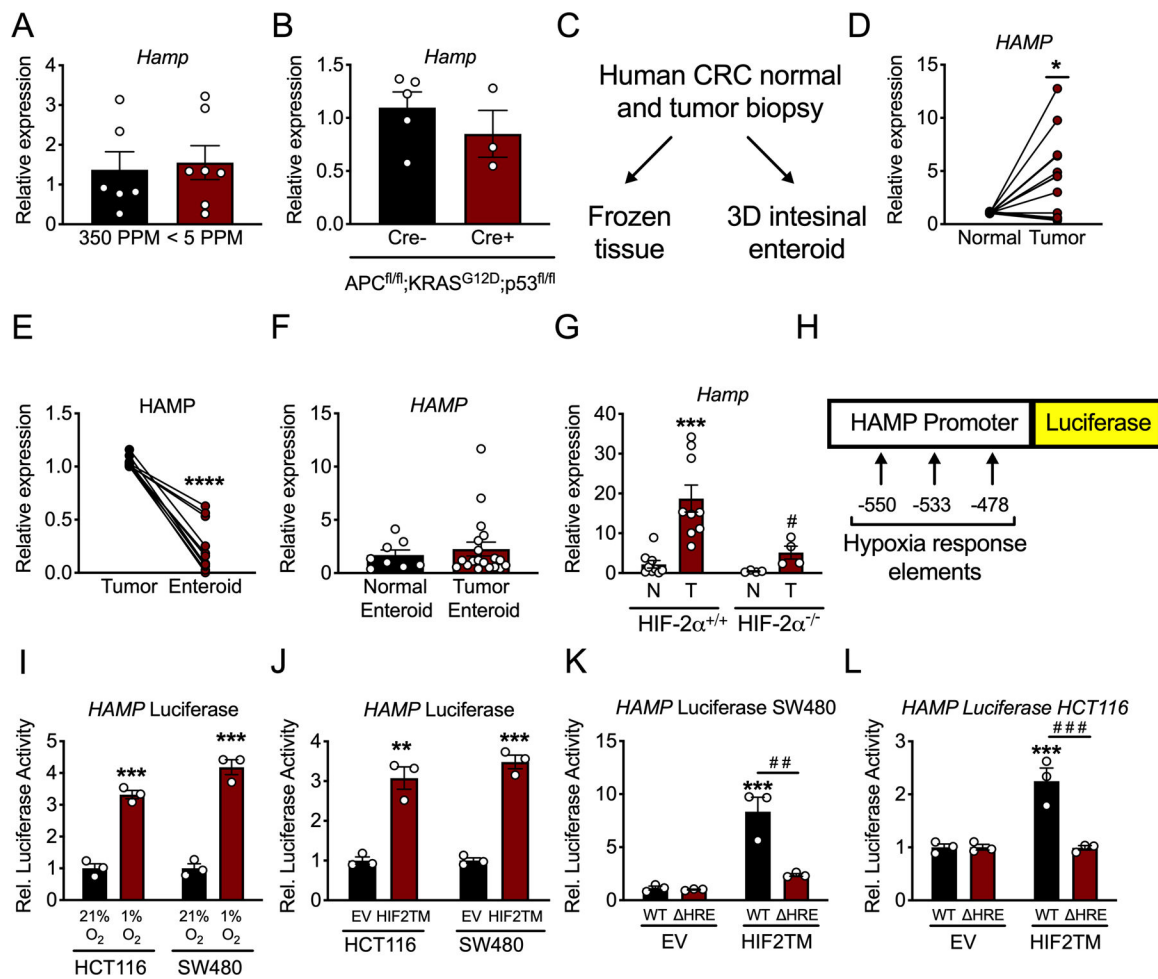 A
Hamp
Relative expression
4
3
2
1
0
350 PPM < 5 PPM
B
Hamp
Relative expression
1.5
1.0
0.5
0.0
Cre- Cre+
APCfl/fl;KRASG12D;p53fl/fl
C
Human CRC normal
and tumor biopsy
Frozen
tissue
3D intesinal
enteroid
D
HAMP
*
Relative expression
15
10
5
0
Normal Tumor
E
HAMP
Relative expression
1.5
1.0
0.5
0.0
****
Tumor Enteroid
F
HAMP
Relative expression
15
10
5
0
Normal
Enteroid
Tumor
Enteroid
G
Hamp
Relative expression
40
30
20
10
0
***
#
N T N T
HIF-2α+/+ HIF-2α-/-
H
HAMP Promoter Luciferase
-550 -533 -478
Hypoxia response
elements
I
HAMP Luciferase
Rel. Luciferase Activity
5
4
3
2
1
0
***
***
21% 1% 21% 1%
O2 O2 O2 O2
HCT116 SW480
J
HAMP Luciferase
Rel. Luciferase Activity
4
3
2
1
0
**
***
EV HIF2TM EV HIF2TM
HCT116 SW480
K
HAMP Luciferase SW480
Rel. Luciferase Activity
15
10
5
0
##
***
WT ΔHRE WT ΔHRE
EV HIF2TM
L
HAMP Luciferase HCT116
Rel. Luciferase Activity
3
2
1
0
###
***
WT ΔHRE WT ΔHRE
EV HIF2TM